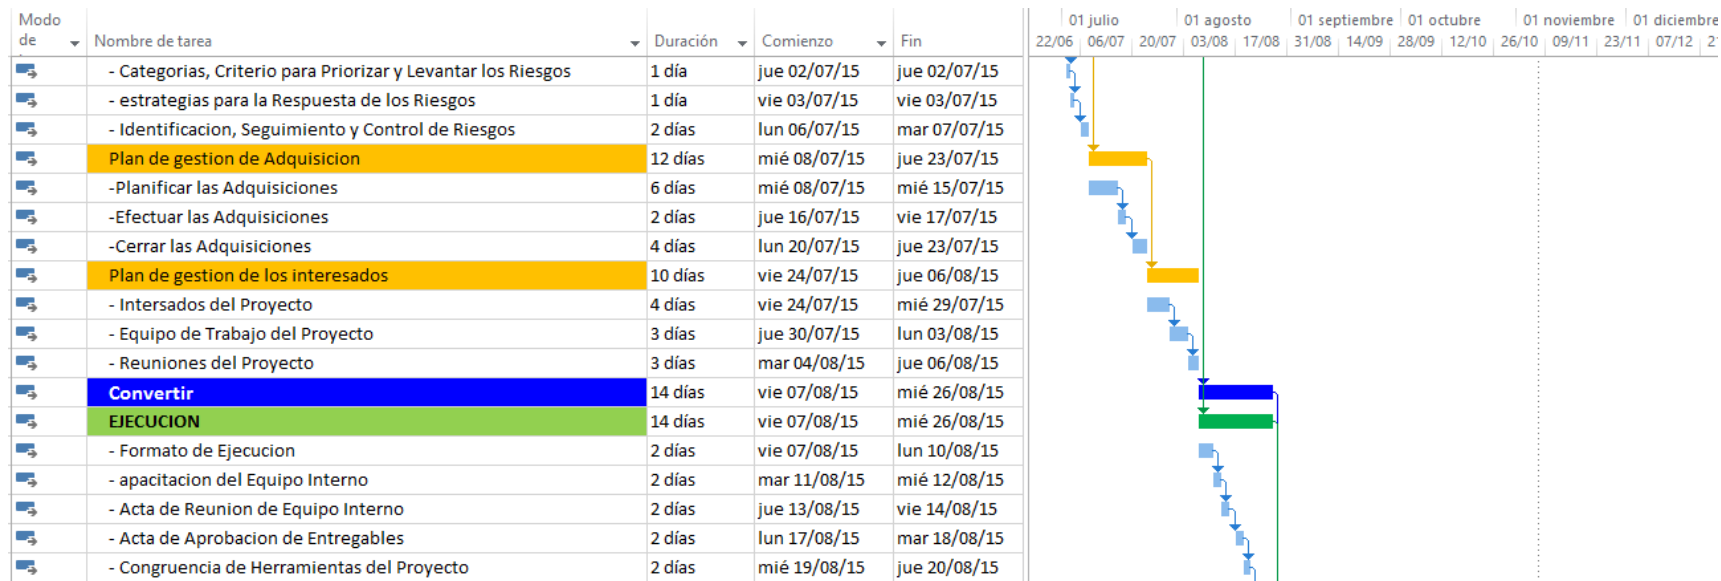 Modo de
Nombre de tarea Duración Comienzo Fin
01 julio 01 agosto 01 septiembre 01 octubre 01 noviembre 01 diciembre
22/06 06/07 20/07 03/08 17/08 31/08 14/09 28/09 12/10 26/10 09/11 23/11 07/12
- Categorias, Criterio para Priorizar y Levantar los Riesgos 1 día jue 02/07/15 jue 02/07/15
- estrategias para la Respuesta de los Riesgos 1 día vie 03/07/15 vie 03/07/15
- Identificacion, Seguimiento y Control de Riesgos 2 días lun 06/07/15 mar 07/07/15
Plan de gestion de Adquisicion 12 días mié 08/07/15 jue 23/07/15
-Planificar las Adquisiciones 6 días mié 08/07/15 mié 15/07/15
-Efectuar las Adquisiciones 2 días jue 16/07/15 vie 17/07/15
-Cerrar las Adquisiciones 4 días lun 20/07/15 jue 23/07/15
Plan de gestion de los interesados 10 días vie 24/07/15 jue 06/08/15
- Intersados del Proyecto 4 días vie 24/07/15 mié 29/07/15
- Equipo de Trabajo del Proyecto 3 días jue 30/07/15 lun 03/08/15
- Reuniones del Proyecto 3 días mar 04/08/15 jue 06/08/15
Convertir 14 días vie 07/08/15 mié 26/08/15
EJECUCION 14 días vie 07/08/15 mié 26/08/15
- Formato de Ejecucion 2 días vie 07/08/15 lun 10/08/15
- apacitacion del Equipo Interno 2 días mar 11/08/15 mié 12/08/15
- Acta de Reunion de Equipo Interno 2 días jue 13/08/15 vie 14/08/15
- Acta de Aprobacion de Entregables 2 días lun 17/08/15 mar 18/08/15
- Congruencia de Herramientas del Proyecto 2 días mié 19/08/15 jue 20/08/15